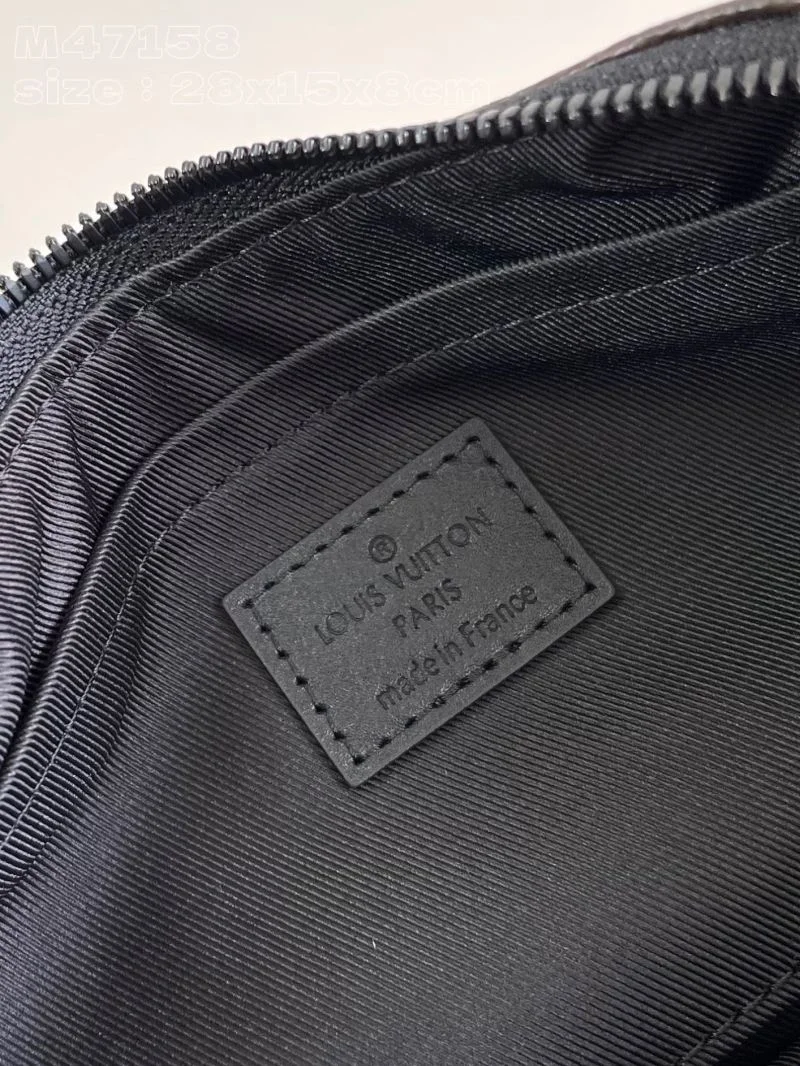 M47158
size : 28x15x8cm
®
LOUIS VUITTON
PARIS
made in France